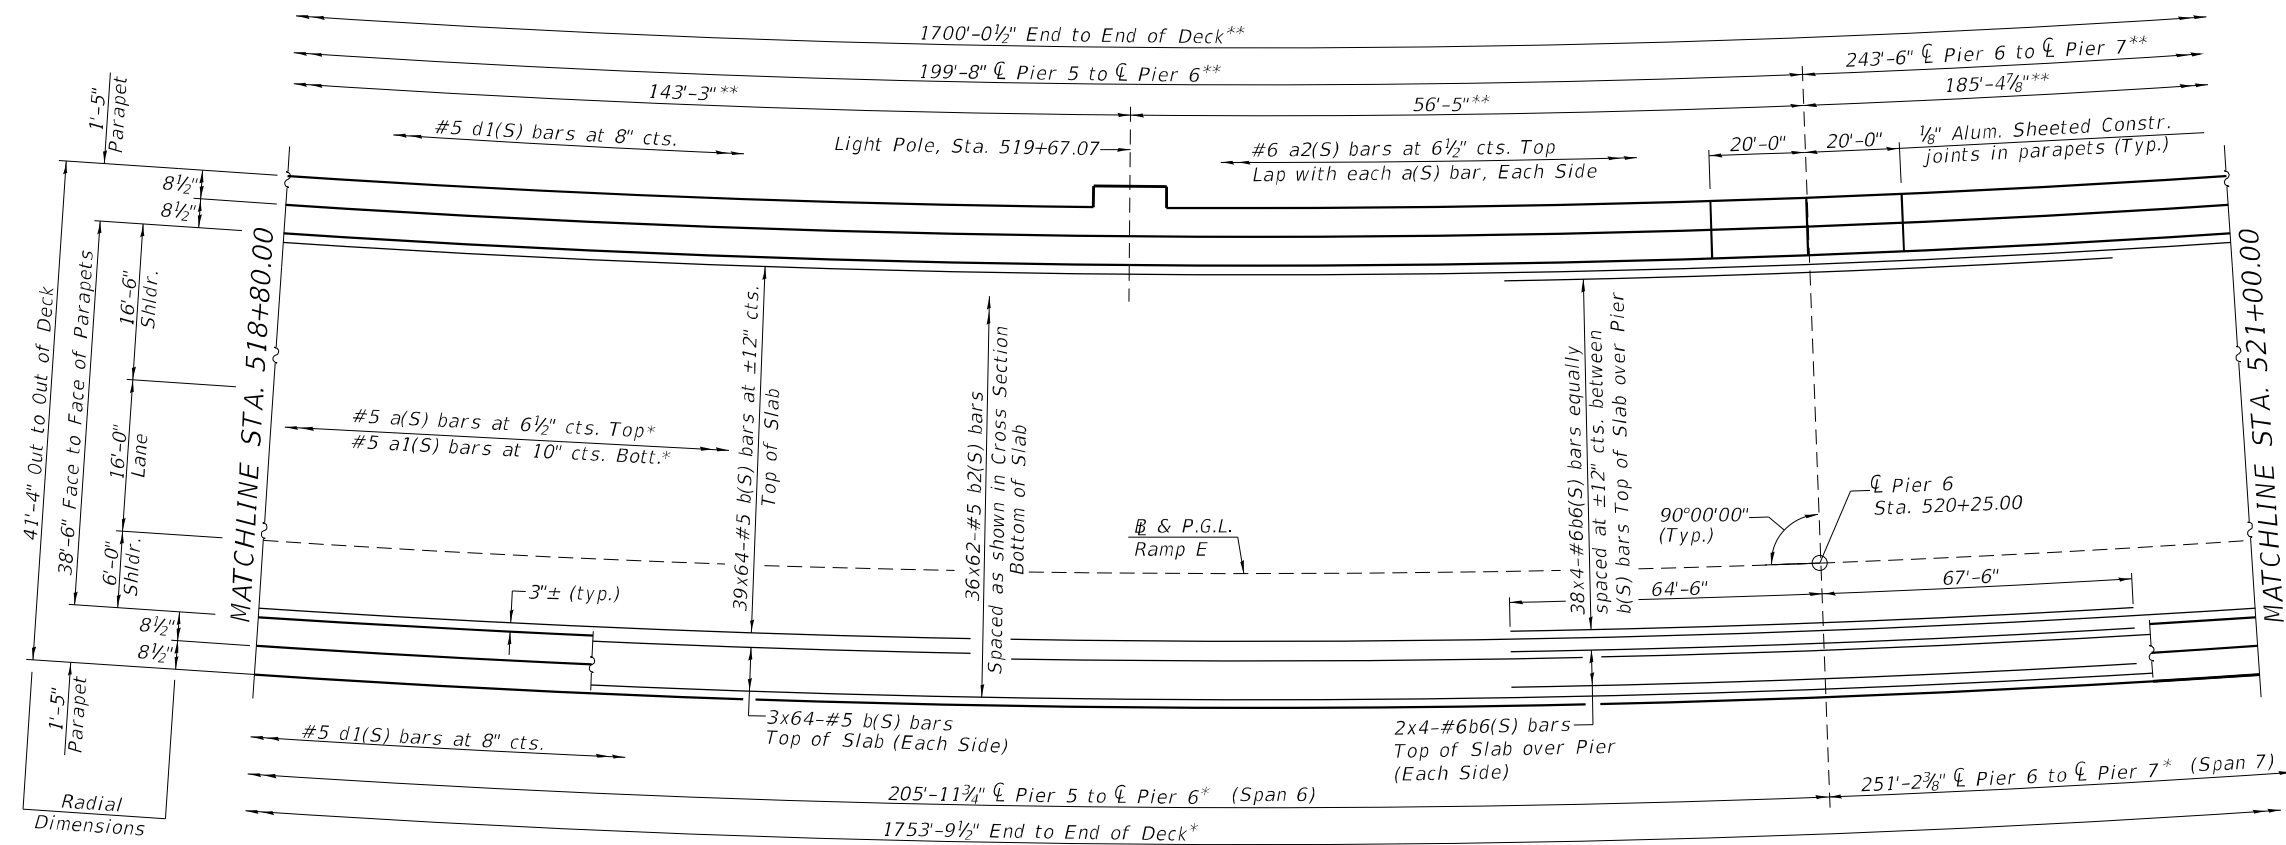 1700'-0½" End to End of Deck**
199'-8" ℄ Pier 5 to ℄ Pier 6**
243'-6" ℄ Pier 6 to ℄ Pier 7**
143'-3"**
56'-5"**
185'-4⅞"**
1'-5"
Parapet
#5 d1(S) bars at 8" cts.
Light Pole, Sta. 519+67.07
#6 a2(S) bars at 6½" cts. Top
Lap with each a(S) bar, Each Side
20'-0"
20'-0"
⅛" Alum. Sheeted Constr.
joints in parapets (Typ.)
8½"
8½"
41'-4" Out to Out of Deck
38'-6" Face to Face of Parapets
16'-6"
Shldr.
16'-0"
Lane
6'-0"
Shldr.
MATCHLINE STA. 518+80.00
#5 a(S) bars at 6½" cts. Top*
#5 a1(S) bars at 10" cts. Bott.*
39x64-#5 b(S) bars at ±12" cts.
Top of Slab
36x62-#5 b2(S) bars
Spaced as shown in Cross Section
Bottom of Slab
38x4-#6b6(S) bars equally
spaced at ±12" cts. between
b(S) bars Top of Slab over Pier
MATCHLINE STA. 521+00.00
℄ Pier 6
Sta. 520+25.00
90°00'00"
(Typ.)
BL & P.G.L.
Ramp E
64'-6"
67'-6"
3"± (typ.)
8½"
8½"
1'-5"
Parapet
#5 d1(S) bars at 8" cts.
3x64-#5 b(S) bars
Top of Slab (Each Side)
2x4-#6b6(S) bars
Top of Slab over Pier
(Each Side)
Radial
Dimensions
205'-11¾" ℄ Pier 5 to ℄ Pier 6* (Span 6)
251'-2⅜" ℄ Pier 6 to ℄ Pier 7* (Span 7)
1753'-9½" End to End of Deck*